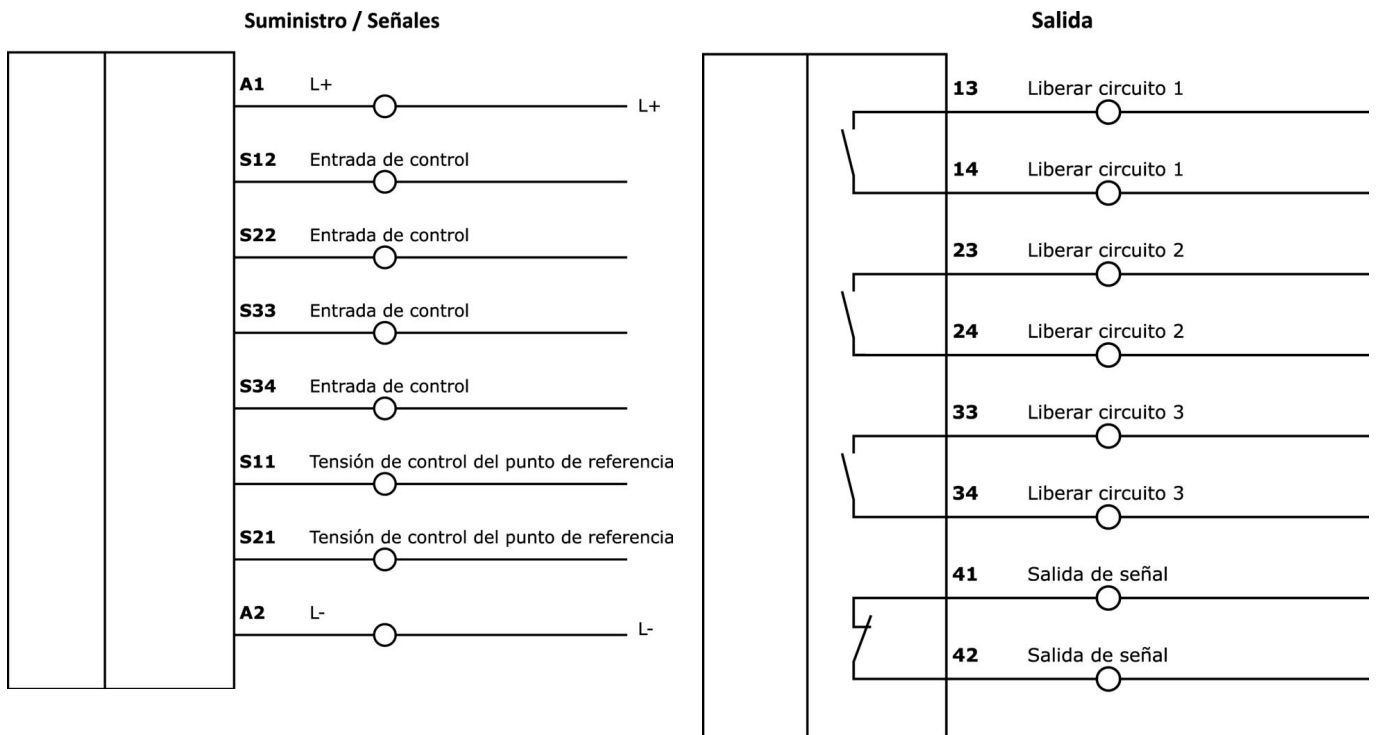 Suministro / Señales
A1 L+
L+
S12 Entrada de control
S22 Entrada de control
S33 Entrada de control
S34 Entrada de control
S11 Tensión de control del punto de referencia
S21 Tensión de control del punto de referencia
A2 L-
L-
Salida
13 Liberar circuito 1
14 Liberar circuito 1
23 Liberar circuito 2
24 Liberar circuito 2
33 Liberar circuito 3
34 Liberar circuito 3
41 Salida de señal
42 Salida de señal